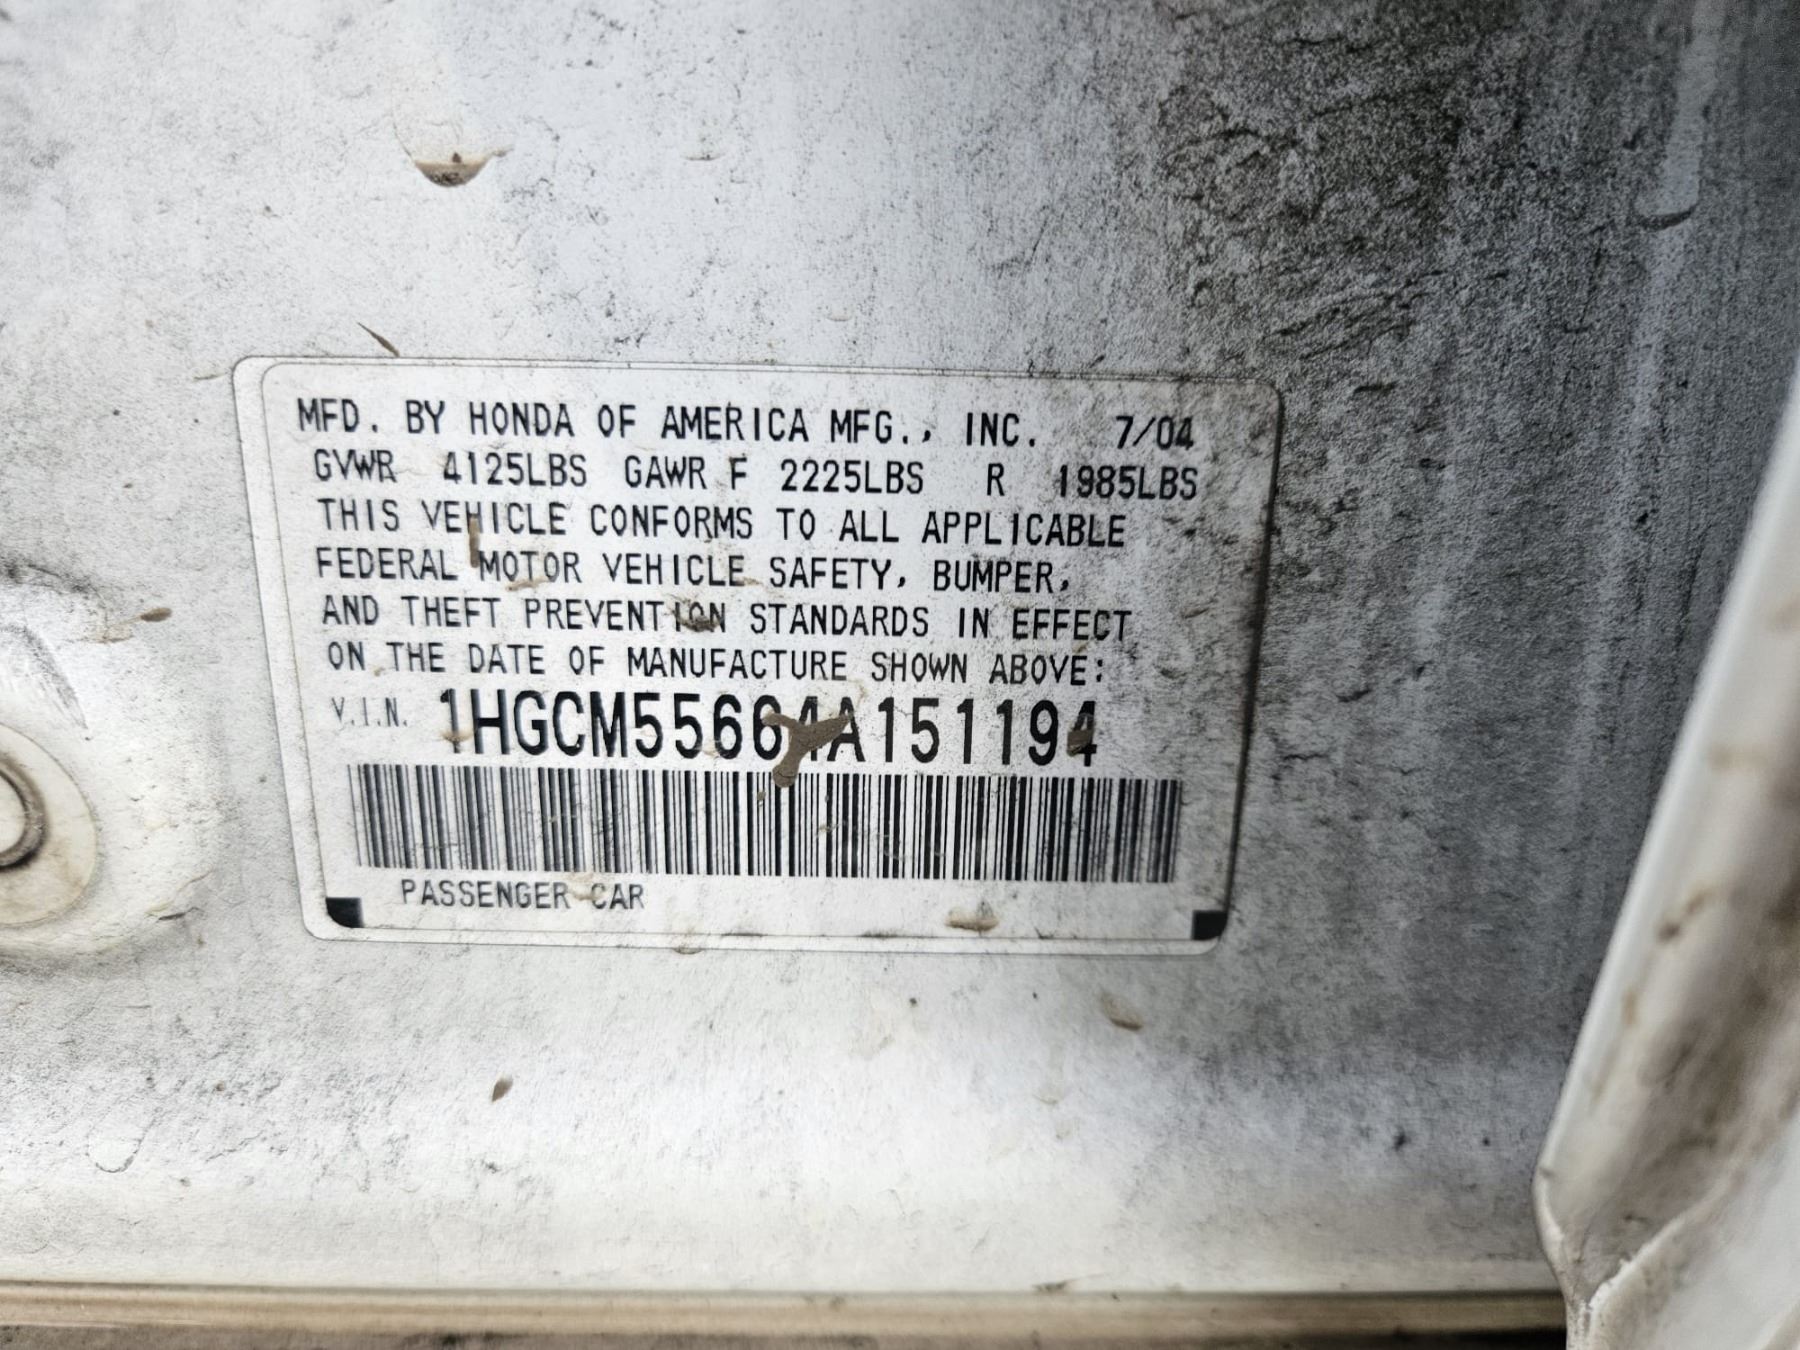 MFD. BY HONDA OF AMERICA MFG., INC. 7/04
GVWR 4125LBS GAWR F 2225LBS R 1985LBS
THIS VEHICLE CONFORMS TO ALL APPLICABLE
FEDERAL MOTOR VEHICLE SAFETY, BUMPER,
AND THEFT PREVENTION STANDARDS IN EFFECT
ON THE DATE OF MANUFACTURE SHOWN ABOVE:
V.I.N. 1HGCM55664A151194
PASSENGER CAR